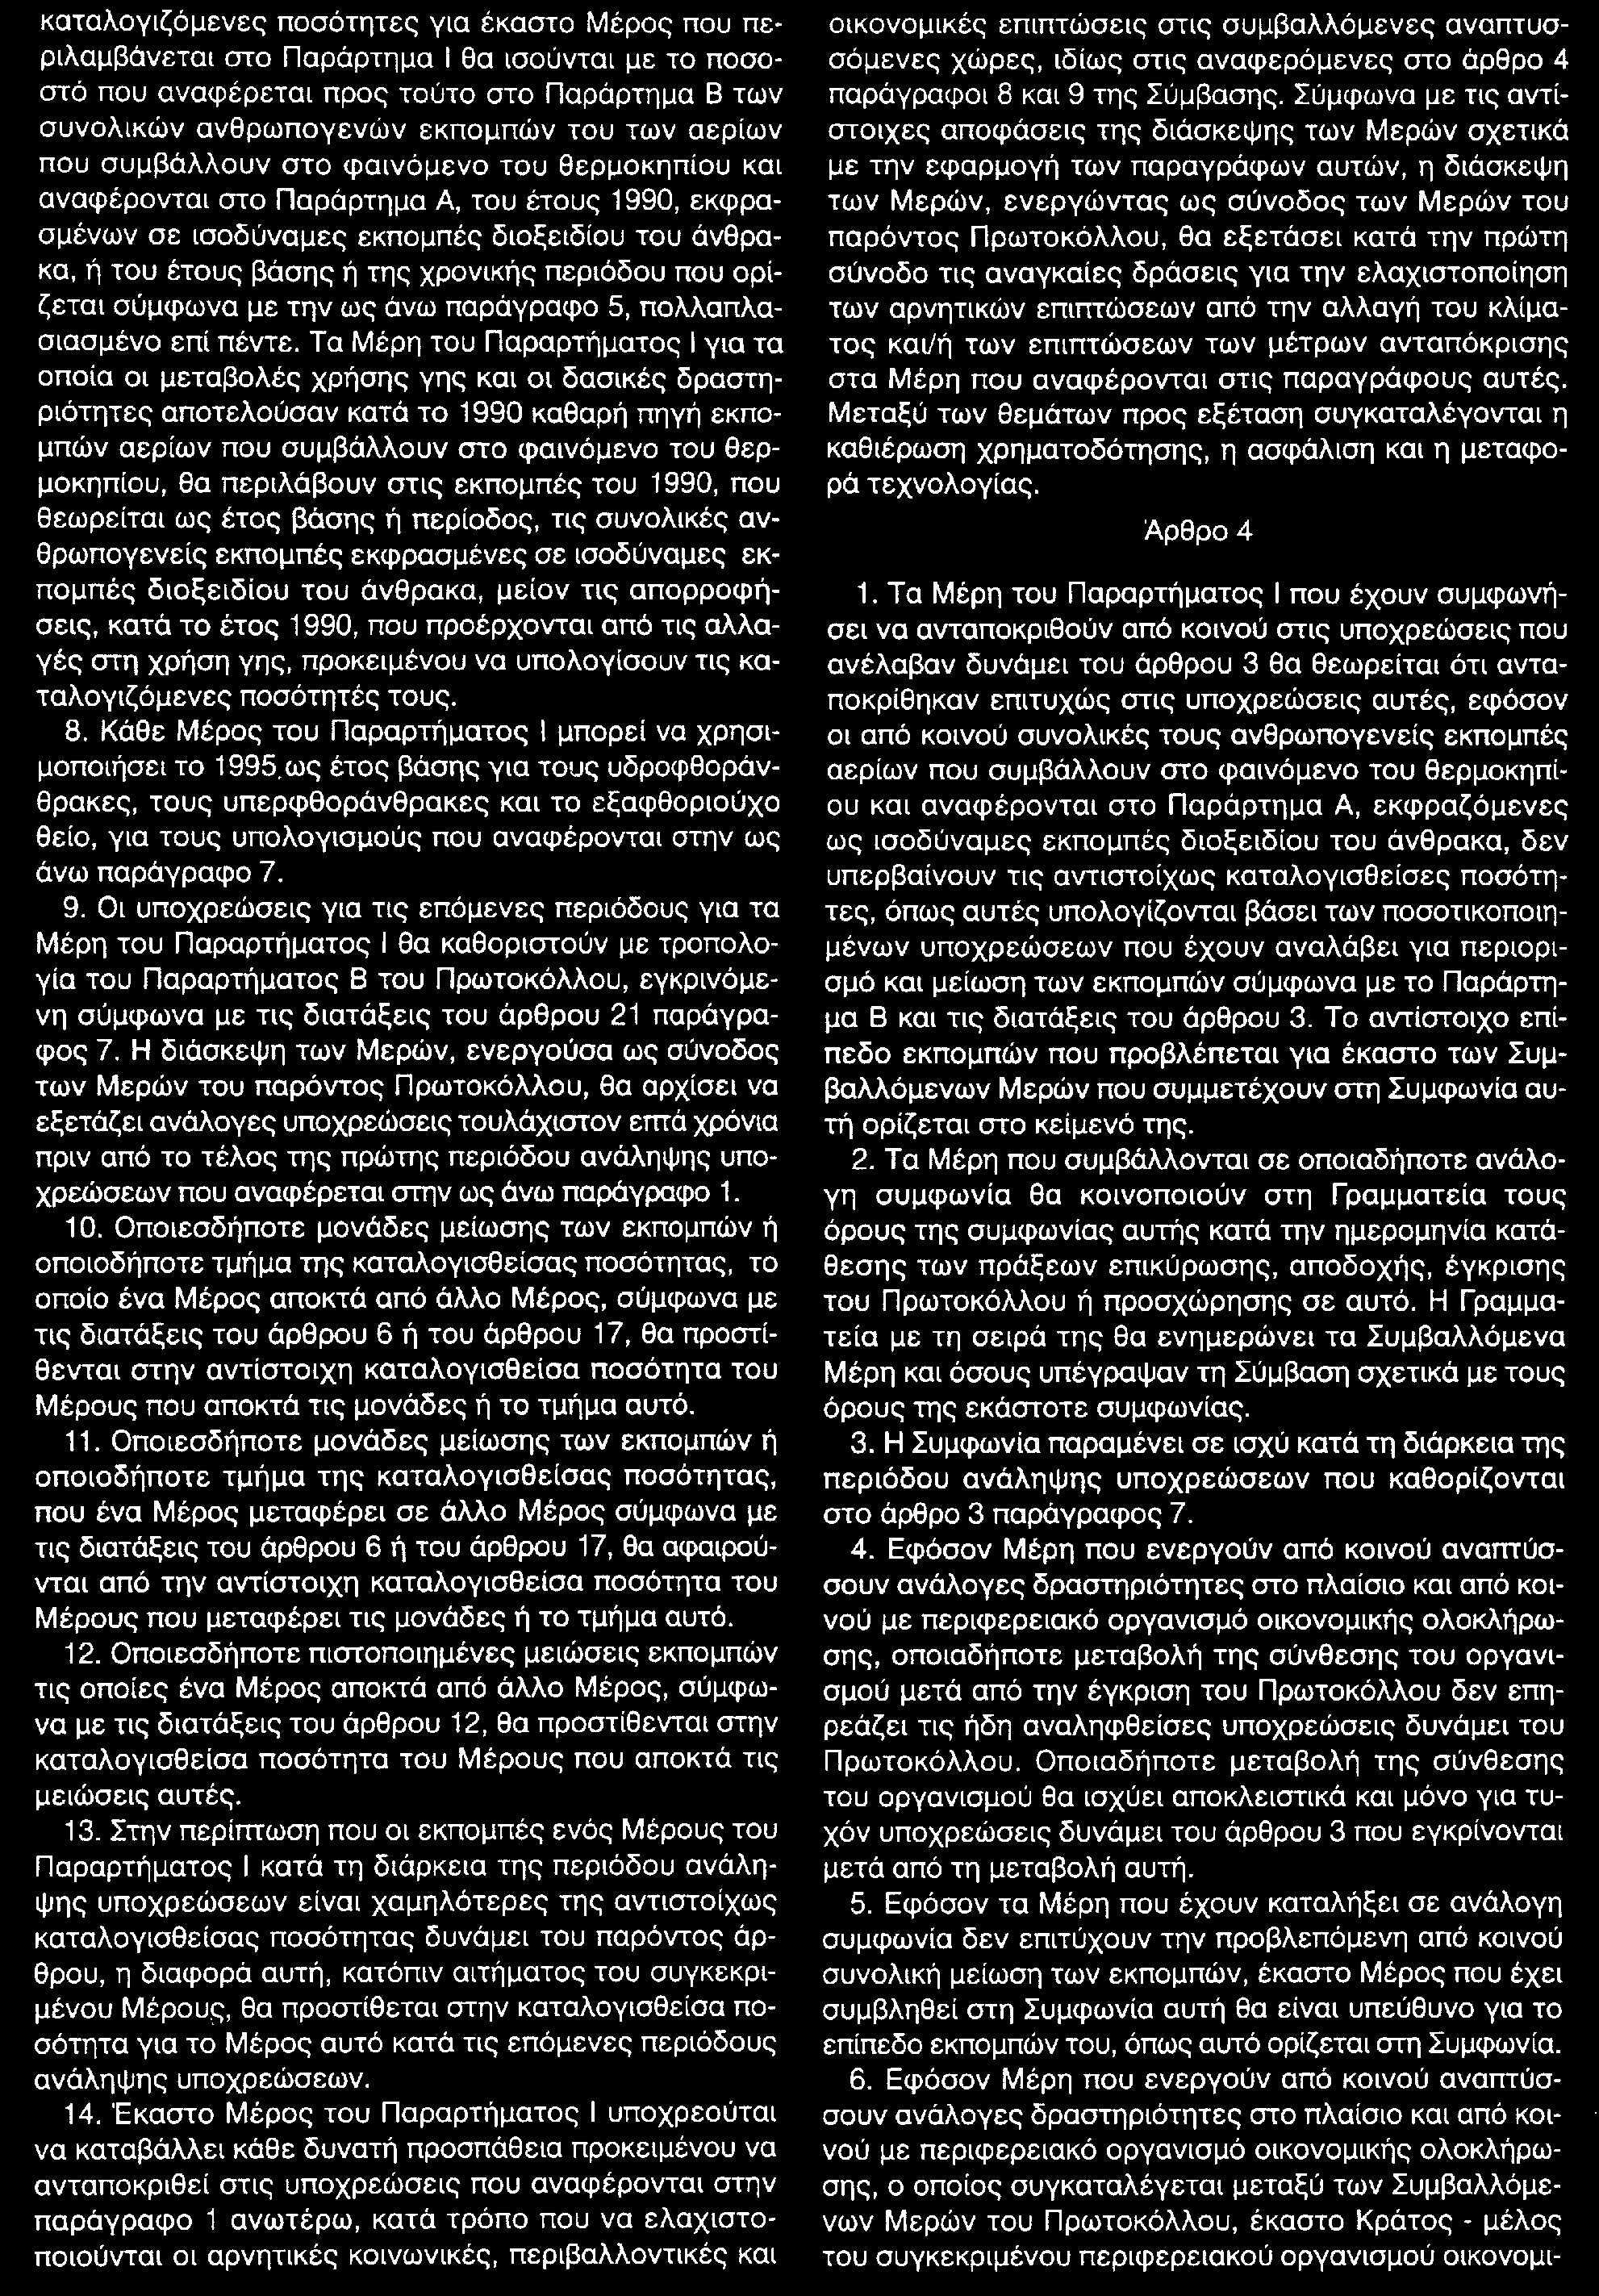 καταλογιζόμενες ποσότητες για έκαστο Μέρος που πε-
ριλαμβάνεται στο Παράρτημα Ι θα ισούνται με το ποσο-
στό που αναφέρεται προς τούτο στο Παράρτημα Β των
συνολικών ανθρωπογενών εκπομπών του των αερίων
που συμβάλλουν στο φαινόμενο του θερμοκηπίου και
αναφέρονται στο Παράρτημα Α, του έτους 1990, εκφρα-
σμένων σε ισοδύναμες εκπομπές διοξειδίου του άνθρα-
κα, ή του έτους βάσης ή της χρονικής περιόδου που ορί-
ζεται σύμφωνα με την ως άνω παράγραφο 5, πολλαπλα-
σιασμένο επί πέντε. Τα Μέρη του Παραρτήματος Ι για τα
οποία οι μεταβολές χρήσης γης και οι δασικές δραστη-
ριότητες αποτελούσαν κατά το 1990 καθαρή πηγή εκπο-
μπών αερίων που συμβάλλουν στο φαινόμενο του θερ-
μοκηπίου, θα περιλάβουν στις εκπομπές του 1990, που
θεωρείται ως έτος βάσης ή περίοδος, τις συνολικές αν-
θρωπογενείς εκπομπές εκφρασμένες σε ισοδύναμες εκ-
πομπές διοξειδίου του άνθρακα, μείον τις απορροφή-
σεις, κατά το έτος 1990, που προέρχονται από τις αλλα-
γές στη χρήση γης, προκειμένου να υπολογίσουν τις κα-
ταλογιζόμενες ποσότητές τους.
8. Κάθε Μέρος του Παραρτήματος Ι μπορεί να χρησι-
μοποιήσει το 1995.ως έτος βάσης για τους υδροφθοράν-
θρακες, τους υπερφθοράνθρακες και το εξαφθοριούχο
θείο, για τους υπολογισμούς που αναφέρονται στην ως
άνω παράγραφο 7.
9. Οι υποχρεώσεις για τις επόμενες περιόδους για τα
Μέρη του Παραρτήματος Ι θα καθοριστούν με τροπολο-
γία του Παραρτήματος Β του Πρωτοκόλλου, εγκρινόμε-
νη σύμφωνα με τις διατάξεις του άρθρου 21 παράγρα-
φος 7. Η διάσκεψη των Μερών, ενεργούσα ως σύνοδος
των Μερών του παρόντος Πρωτοκόλλου, θα αρχίσει να
εξετάζει ανάλογες υποχρεώσεις τουλάχιστον επτά χρόνια
πριν από το τέλος της πρώτης περιόδου ανάληψης υπο-
χρεώσεων που αναφέρεται στην ως άνω παράγραφο 1.
10. Οποιεσδήποτε μονάδες μείωσης των εκπομπών ή
οποιοδήποτε τμήμα της καταλογισθείσας ποσότητας, το
οποίο ένα Μέρος αποκτά από άλλο Μέρος, σύμφωνα με
τις διατάξεις του άρθρου 6 ή του άρθρου 17, θα προστί-
θενται στην αντίστοιχη καταλογισθείσα ποσότητα του
Μέρους που αποκτά τις μονάδες ή το τμήμα αυτό.
11. Οποιεσδήποτε μονάδες μείωσης των εκπομπών ή
οποιοδήποτε τμήμα της καταλογισθείσας ποσότητας,
που ένα Μέρος μεταφέρει σε άλλο Μέρος σύμφωνα με
τις διατάξεις του άρθρου 6 ή του άρθρου 17, θα αφαιρού-
νται από την αντίστοιχη καταλογισθείσα ποσότητα του
Μέρους που μεταφέρει τις μονάδες ή το τμήμα αυτό.
12. Οποιεσδήποτε πιστοποιημένες μειώσεις εκπομπών
τις οποίες ένα Μέρος αποκτά από άλλο Μέρος, σύμφω-
να με τις διατάξεις του άρθρου 12, θα προστίθενται στην
καταλογισθείσα ποσότητα του Μέρους που αποκτά τις
μειώσεις αυτές.
13. Στην περίπτωση που οι εκπομπές ενός Μέρους του
Παραρτήματος Ι κατά τη διάρκεια της περιόδου ανάλη-
ψης υποχρεώσεων είναι χαμηλότερες της αντιστοίχως
καταλογισθείσας ποσότητας δυνάμει του παρόντος άρ-
θρου, η διαφορά αυτή, κατόπιν αιτήματος του συγκεκρι-
μένου Μέρους, θα προστίθεται στην καταλογισθείσα πο-
σότητα για το Μέρος αυτό κατά τις επόμενες περιόδους
ανάληψης υποχρεώσεων.
14. Έκαστο Μέρος του Παραρτήματος Ι υποχρεούται
να καταβάλλει κάθε δυνατή προσπάθεια προκειμένου να
ανταποκριθεί στις υποχρεώσεις που αναφέρονται στην
παράγραφο 1 ανωτέρω, κατά τρόπο που να ελαχιστο-
ποιούνται οι αρνητικές κοινωνικές, περιβαλλοντικές και
οικονομικές επιπτώσεις στις συμβαλλόμενες αναπτυσ-
σόμενες χώρες, ιδίως στις αναφερόμενες στο άρθρο 4
παράγραφοι 8 και 9 της Σύμβασης. Σύμφωνα με τις αντί-
στοιχες αποφάσεις της διάσκεψης των Μερών σχετικά
με την εφαρμογή των παραγράφων αυτών, η διάσκεψη
των Μερών, ενεργώντας ως σύνοδος των Μερών του
παρόντος Πρωτοκόλλου, θα εξετάσει κατά την πρώτη
σύνοδο τις αναγκαίες δράσεις για την ελαχιστοποίηση
των αρνητικών επιπτώσεων από την αλλαγή του κλίμα-
τος και/ή των επιπτώσεων των μέτρων ανταπόκρισης
στα Μέρη που αναφέρονται στις παραγράφους αυτές.
Μεταξύ των θεμάτων προς εξέταση συγκαταλέγονται η
καθιέρωση χρηματοδότησης, η ασφάλιση και η μεταφο-
ρά τεχνολογίας.
Άρθρο 4
1. Τα Μέρη του Παραρτήματος Ι που έχουν συμφωνή-
σει να ανταποκριθούν από κοινού στις υποχρεώσεις που
ανέλαβαν δυνάμει του άρθρου 3 θα θεωρείται ότι αντα-
ποκρίθηκαν επιτυχώς στις υποχρεώσεις αυτές, εφόσον
οι από κοινού συνολικές τους ανθρωπογενείς εκπομπές
αερίων που συμβάλλουν στο φαινόμενο του θερμοκηπί-
ου και αναφέρονται στο Παράρτημα Α, εκφραζόμενες
ως ισοδύναμες εκπομπές διοξειδίου του άνθρακα, δεν
υπερβαίνουν τις αντιστοίχως καταλογισθείσες ποσότη-
τες, όπως αυτές υπολογίζονται βάσει των ποσοτικοποιη-
μένων υποχρεώσεων που έχουν αναλάβει για περιορι-
σμό και μείωση των εκπομπών σύμφωνα με το Παράρτη-
μα Β και τις διατάξεις του άρθρου 3. Το αντίστοιχο επί-
πεδο εκπομπών που προβλέπεται για έκαστο των Συμ-
βαλλόμενων Μερών που συμμετέχουν στη Συμφωνία αυ-
τή ορίζεται στο κείμενό της.
2. Τα Μέρη που συμβάλλονται σε οποιαδήποτε ανάλο-
γη συμφωνία θα κοινοποιούν στη Γραμματεία τους
όρους της συμφωνίας αυτής κατά την ημερομηνία κατά-
θεσης των πράξεων επικύρωσης, αποδοχής, έγκρισης
του Πρωτοκόλλου ή προσχώρησης σε αυτό. Η Γραμμα-
τεία με τη σειρά της θα ενημερώνει τα Συμβαλλόμενα
Μέρη και όσους υπέγραψαν τη Σύμβαση σχετικά με τους
όρους της εκάστοτε συμφωνίας.
3. Η Συμφωνία παραμένει σε ισχύ κατά τη διάρκεια της
περιόδου ανάληψης υποχρεώσεων που καθορίζονται
στο άρθρο 3 παράγραφος 7.
4. Εφόσον Μέρη που ενεργούν από κοινού αναπτύσ-
σουν ανάλογες δραστηριότητες στο πλαίσιο και από κοι-
νού με περιφερειακό οργανισμό οικονομικής ολοκλήρω-
σης, οποιαδήποτε μεταβολή της σύνθεσης του οργανι-
σμού μετά από την έγκριση του Πρωτοκόλλου δεν επη-
ρεάζει τις ήδη αναληφθείσες υποχρεώσεις δυνάμει του
Πρωτοκόλλου. Οποιαδήποτε μεταβολή της σύνθεσης
του οργανισμού θα ισχύει αποκλειστικά και μόνο για τυ-
χόν υποχρεώσεις δυνάμει του άρθρου 3 που εγκρίνονται
μετά από τη μεταβολή αυτή.
5. Εφόσον τα Μέρη που έχουν καταλήξει σε ανάλογη
συμφωνία δεν επιτύχουν την προβλεπόμενη από κοινού
συνολική μείωση των εκπομπών, έκαστο Μέρος που έχει
συμβληθεί στη Συμφωνία αυτή θα είναι υπεύθυνο για το
επίπεδο εκπομπών του, όπως αυτό ορίζεται στη Συμφωνία.
6. Εφόσον Μέρη που ενεργούν από κοινού αναπτύσ-
σουν ανάλογες δραστηριότητες στο πλαίσιο και από κοι-
νού με περιφερειακό οργανισμό οικονομικής ολοκλήρω-
σης, ο οποίος συγκαταλέγεται μεταξύ των Συμβαλλόμε-
νων Μερών του Πρωτοκόλλου, έκαστο Κράτος - μέλος
του συγκεκριμένου περιφερειακού οργανισμού οικονομι-